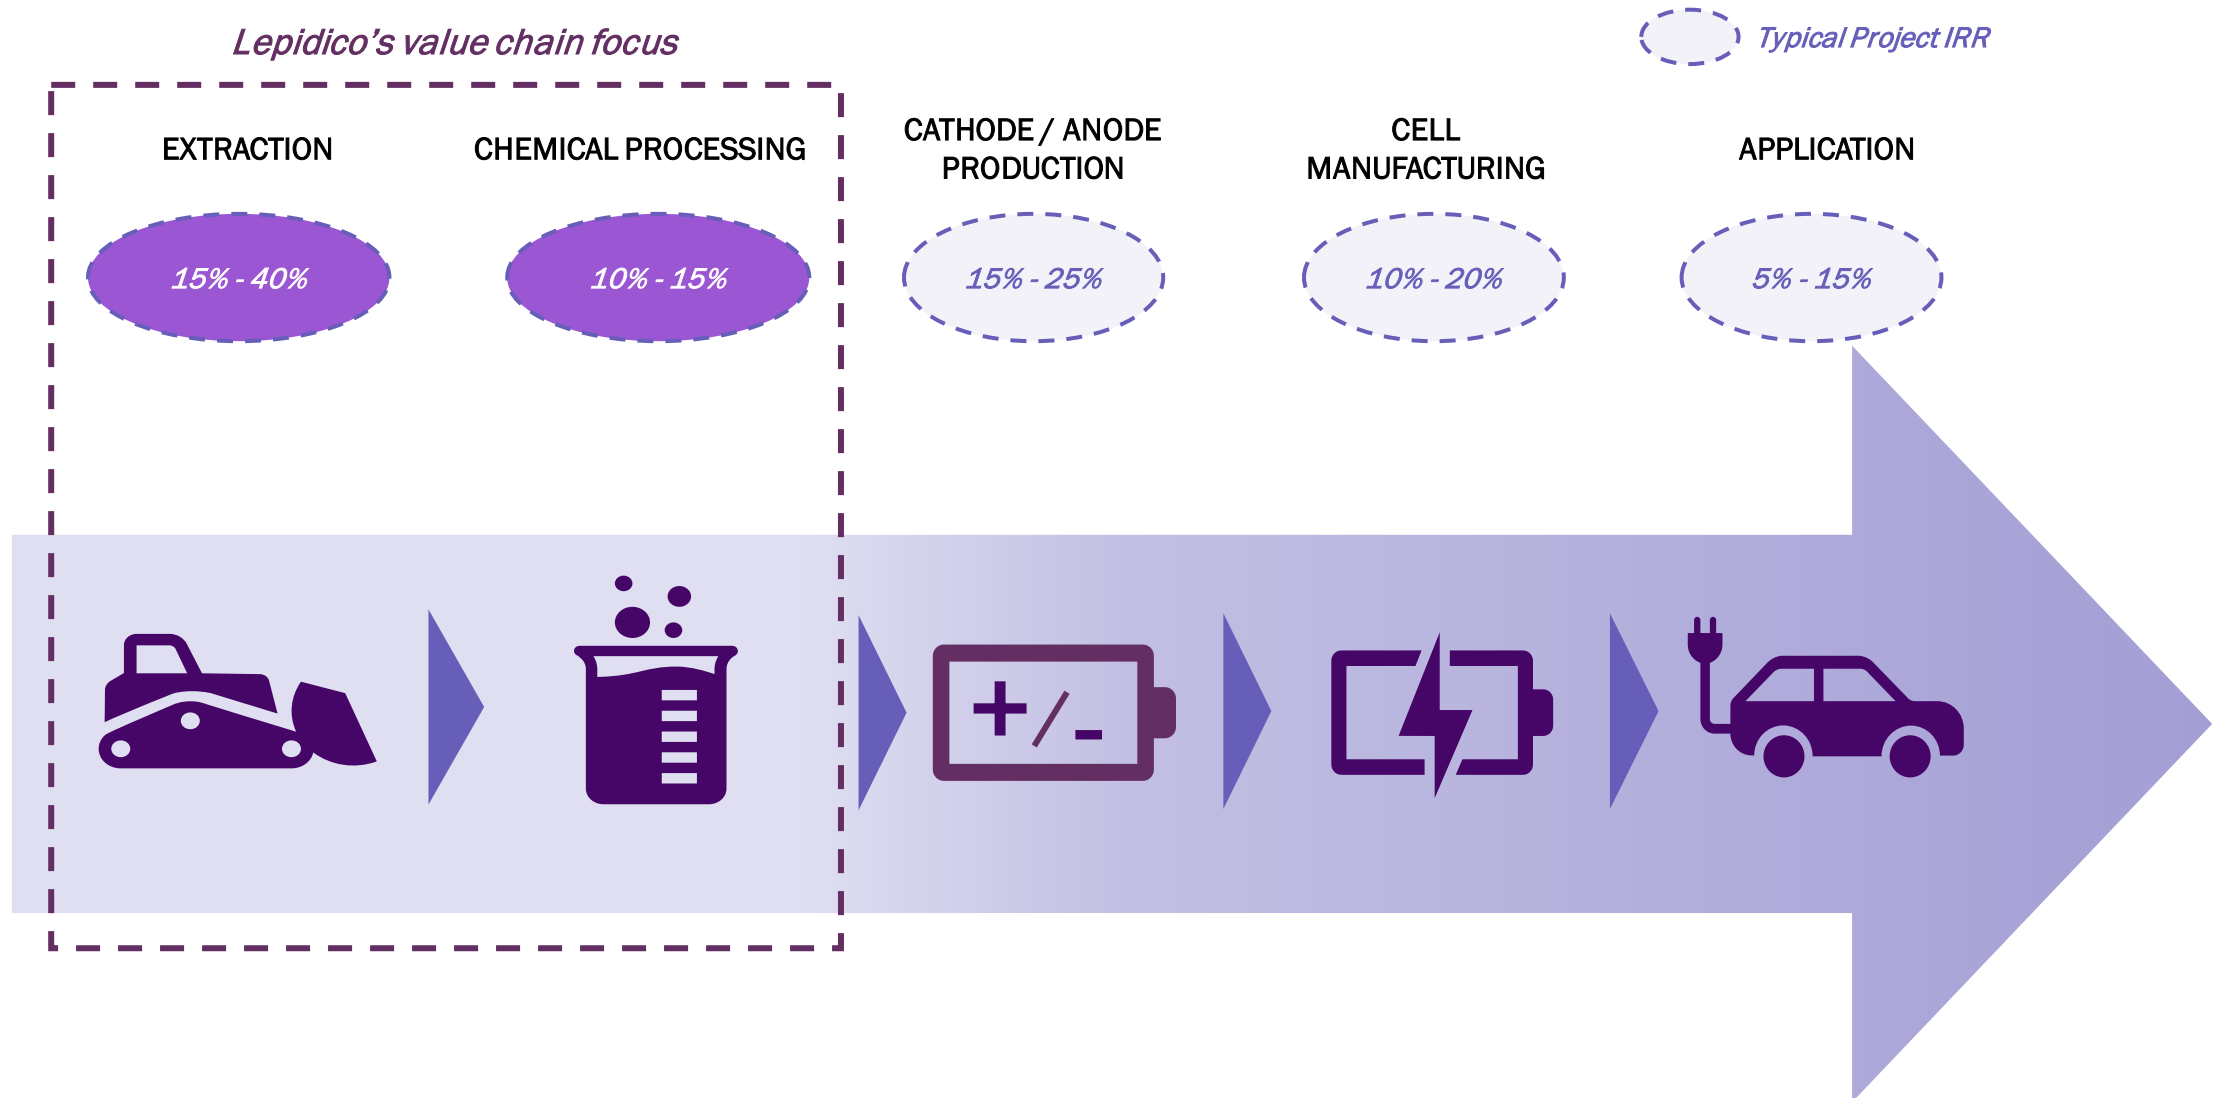 Lepidico's value chain focus
Typical Project IRR
EXTRACTION
CHEMICAL PROCESSING
CATHODE / ANODE
PRODUCTION
CELL
MANUFACTURING
APPLICATION
15% - 40%
10% - 15%
15% - 25%
10% - 20%
5% - 15%
+/-